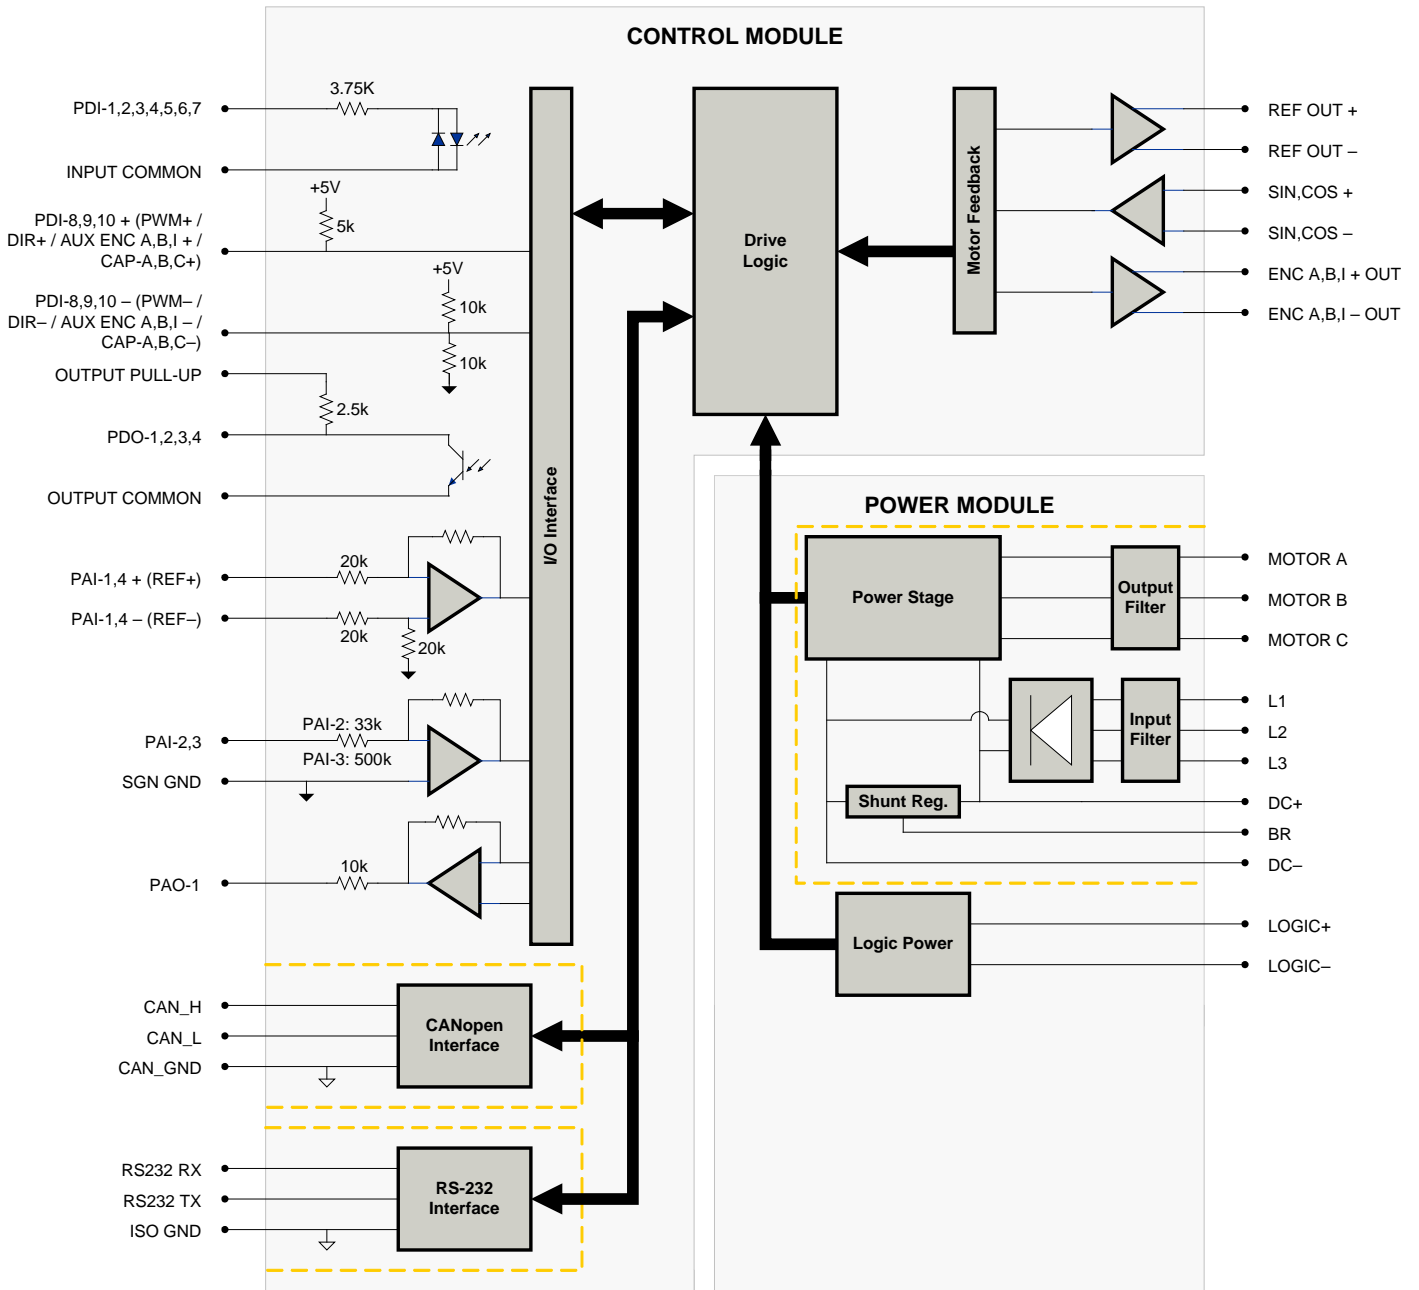 CONTROL MODULE
PDI-1,2,3,4,5,6,7
3.75K
INPUT COMMON
+5V
5k
PDI-8,9,10 + (PWM+ /
DIR+ / AUX ENC A,B,I + /
CAP-A,B,C+)
+5V
10k
PDI-8,9,10 – (PWM– /
DIR– / AUX ENC A,B,I – /
CAP-A,B,C–)
10k
OUTPUT PULL-UP
2.5k
PDO-1,2,3,4
OUTPUT COMMON
PAI-1,4 + (REF+)
20k
PAI-1,4 – (REF–)
20k
20k
PAI-2: 33k
PAI-2,3
PAI-3: 500k
SGN GND
PAO-1
10k
I/O Interface
CAN_H
CAN_L
CAN_GND
CANopen
Interface
RS232 RX
RS232 TX
ISO GND
RS-232
Interface
Drive
Logic
Motor Feedback
REF OUT +
REF OUT –
SIN,COS +
SIN,COS –
ENC A,B,I + OUT
ENC A,B,I – OUT
POWER MODULE
Power Stage
Output
Filter
MOTOR A
MOTOR B
MOTOR C
Input
Filter
L1
L2
L3
Shunt Reg.
DC+
BR
DC–
Logic Power
LOGIC+
LOGIC–